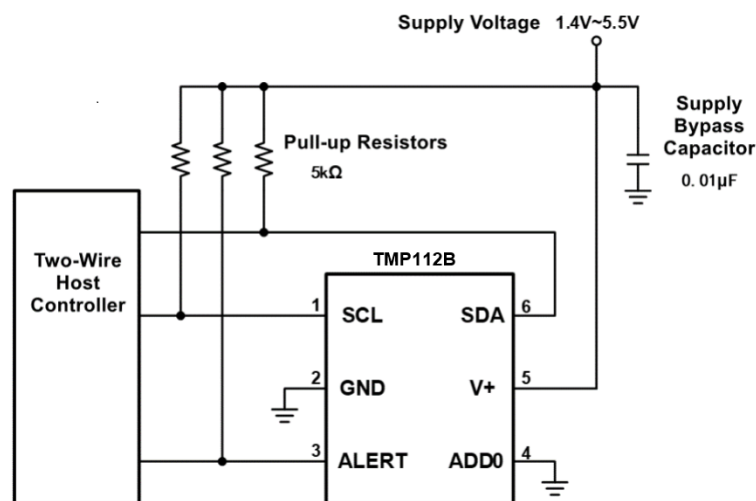 Supply Voltage 1.4V~5.5V
Supply
Bypass
Capacitor
0.01μF
Pull-up Resistors
5kΩ
Two-Wire
Host
Controller
TMP112B
1 SCL SDA 6
2 GND V+ 5
3 ALERT ADD0 4